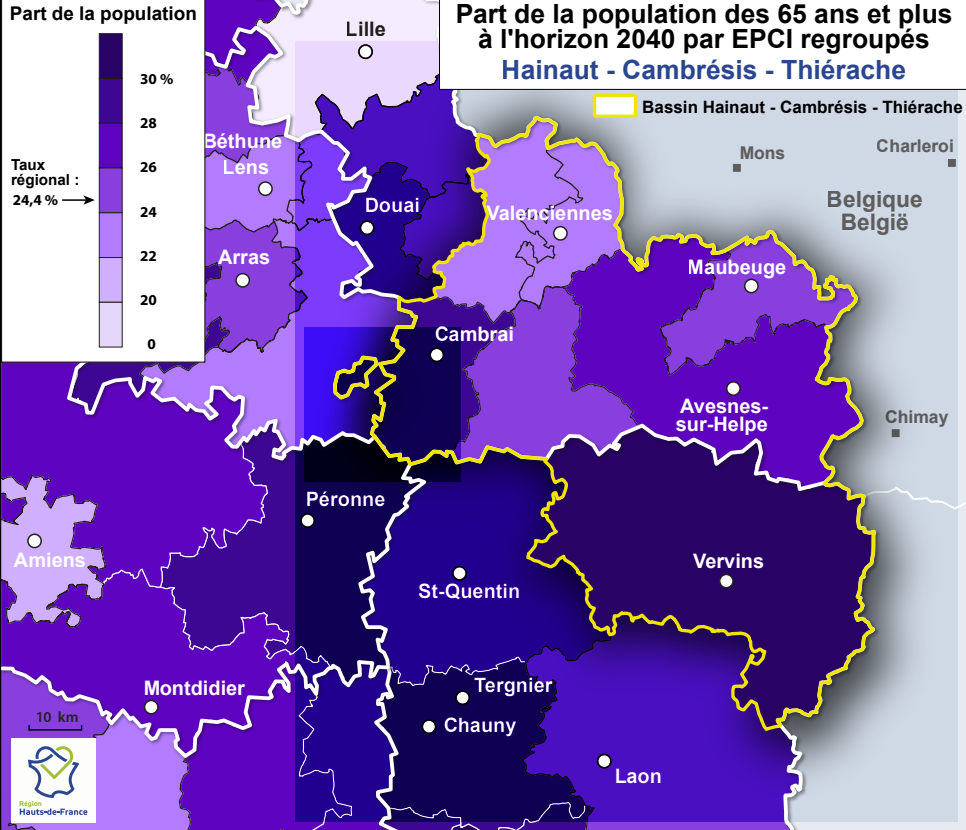 Part de la population
30 %
28
26
24
22
20
0
Taux
régional :
24,4 %
Part de la population des 65 ans et plus
à l'horizon 2040 par EPCI regroupés
Hainaut - Cambrésis - Thiérache
Bassin Hainaut - Cambrésis - Thiérache
Lille
Béthune
Lens
Douai
Valenciennes
Mons
Charleroi
Belgique
België
Arras
Maubeuge
Cambrai
Avesnes-
sur-Helpe
Chimay
Péronne
Amiens
St-Quentin
Vervins
Montdidier
Tergnier
Chauny
Laon
10 km
Région
Hauts-de-France